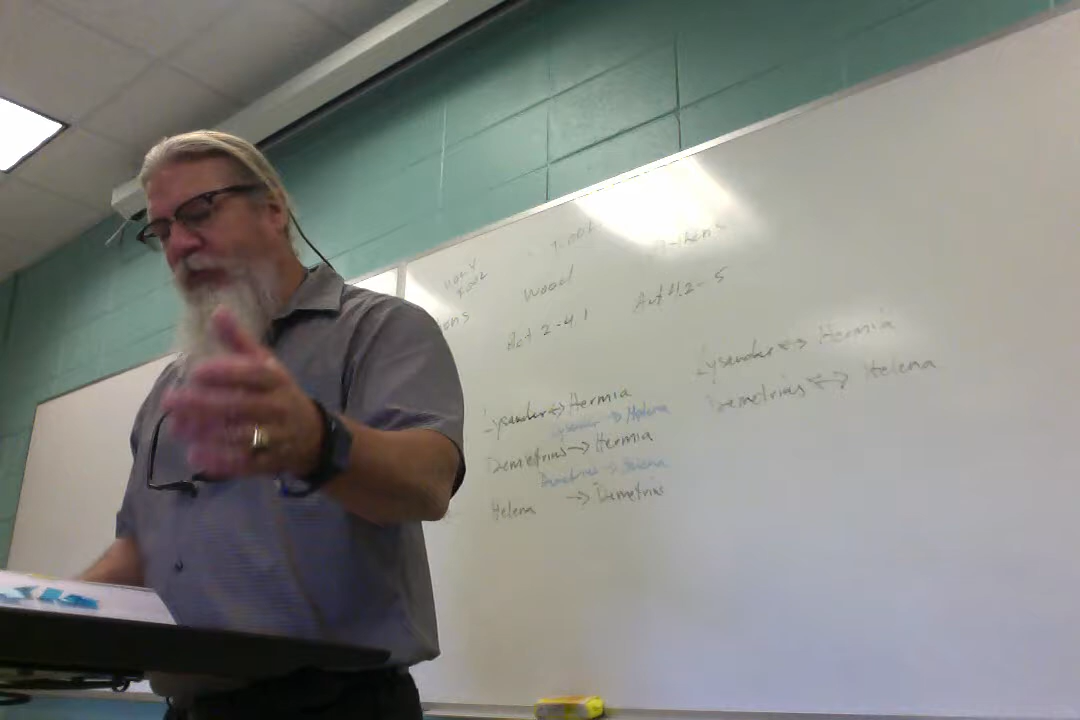 wood
Act 2-4.1
Act 4.2-5
Lysander ↔ Hermia
Lysander → Helena
Demetrius → Hermia
Demetrius → Helena
Helena → Demetrius
Lysander ↔ Hermia
Demetrius ↔ Helena